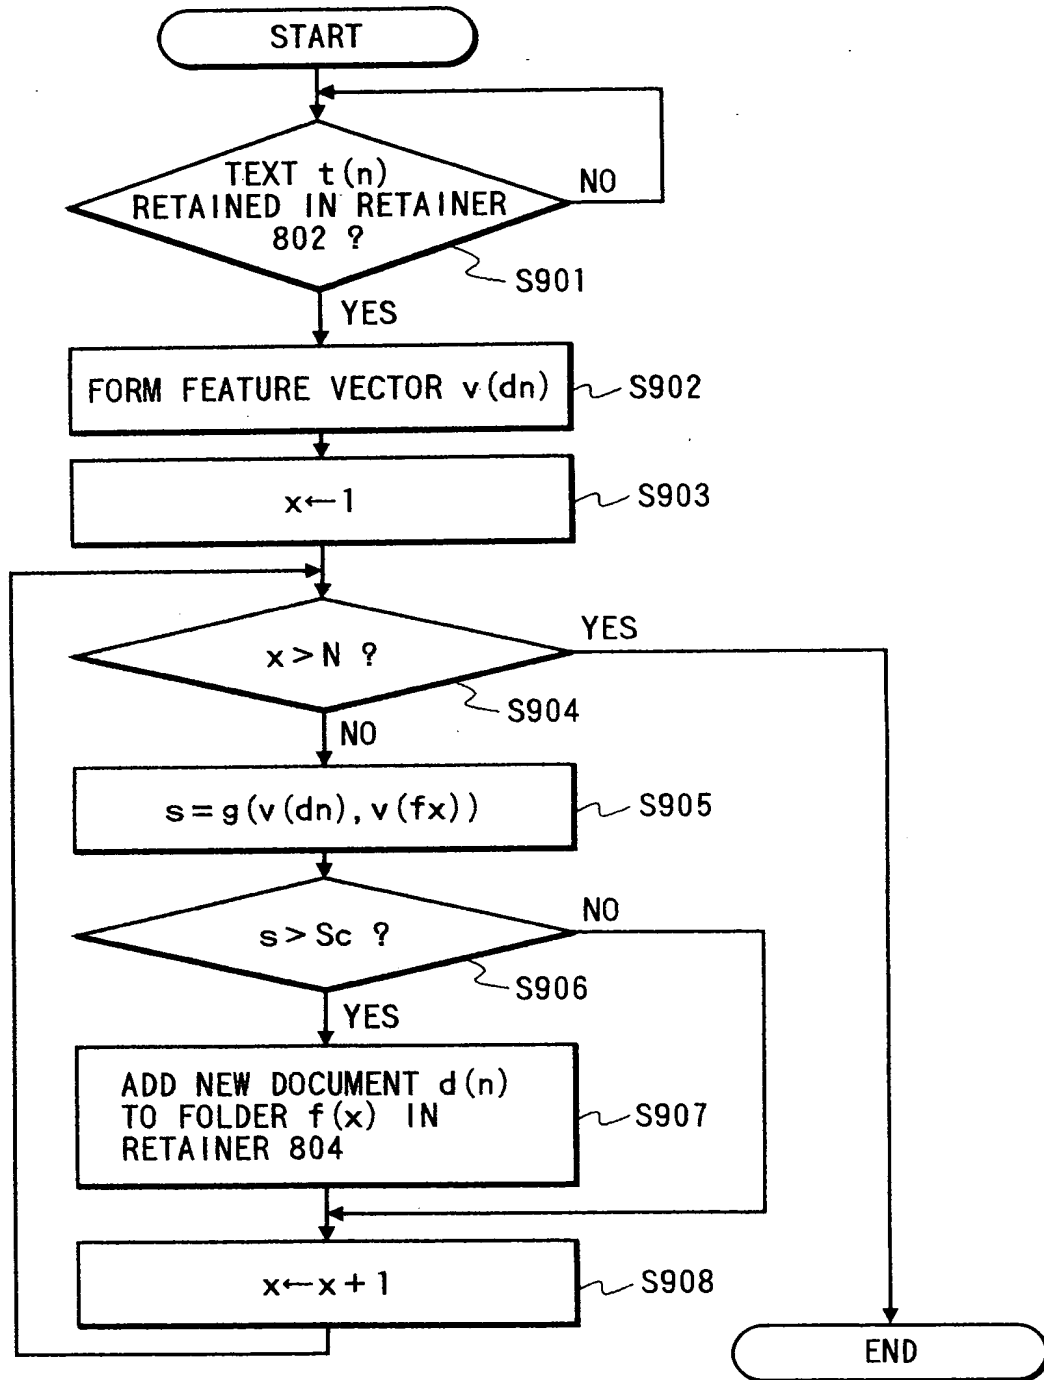 START
TEXT t(n)
RETAINED IN RETAINER
802 ?
NO
S901
YES
FORM FEATURE VECTOR v(dn)
S902
x←1
S903
x>N ?
YES
S904
NO
s=g(v(dn),v(fx))
S905
s>Sc ?
NO
S906
YES
ADD NEW DOCUMENT d(n)
TO FOLDER f(x) IN
RETAINER 804
S907
x←x+1
S908
END